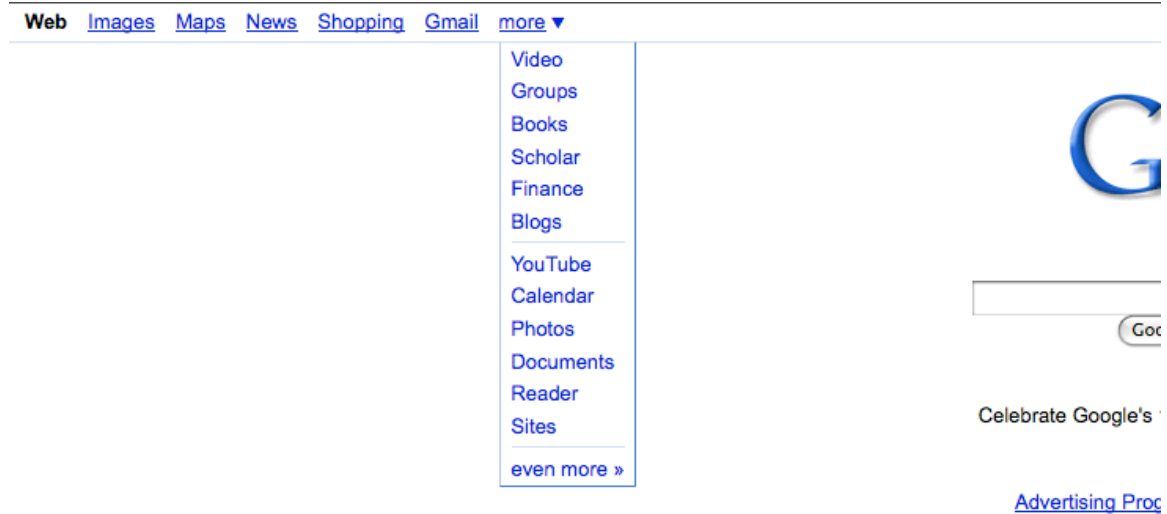 Web Images Maps News Shopping Gmail more ▼
Video
Groups
Books
Scholar
Finance
Blogs
YouTube
Calendar
Photos
Documents
Reader
Sites
even more »
G
Goo
Celebrate Google's
Advertising Prog